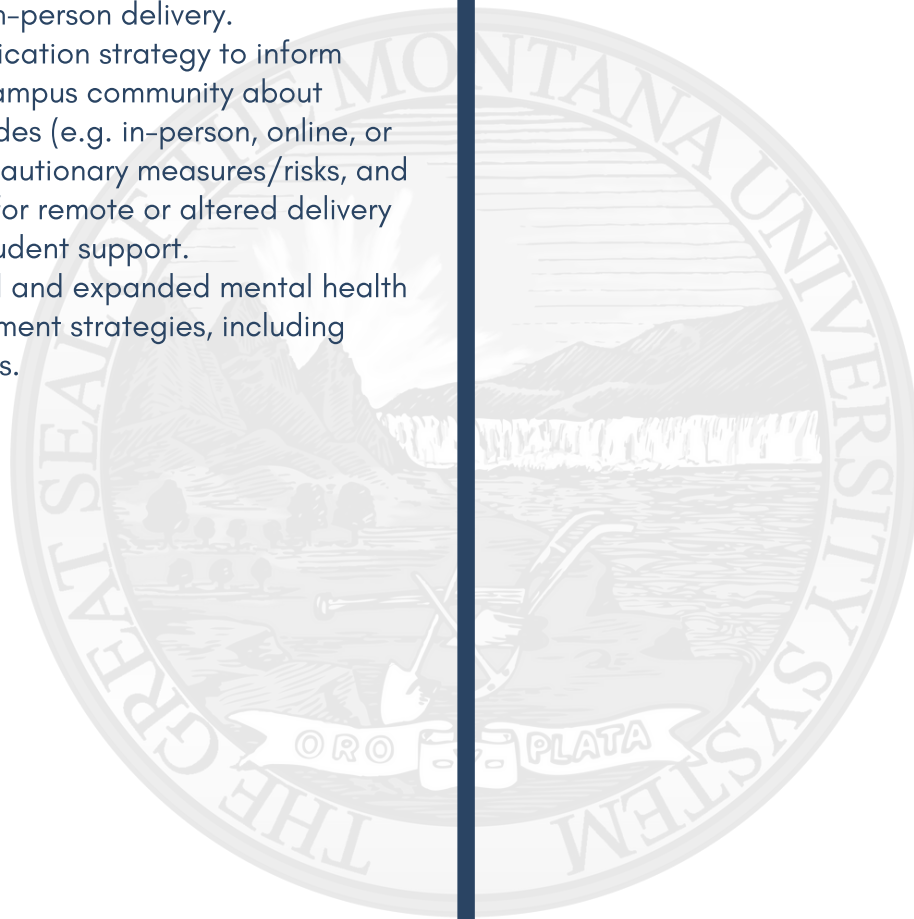 n-person delivery.
ication strategy to inform
ampus community about
des (e.g. in-person, online, or
autionary measures/risks, and
for remote or altered delivery
udent support.
and expanded mental health
ment strategies, including
s.
THE GREAT SEAL OF THE MONTANA UNIVERSITY SYSTEM
ORO Y PLATA